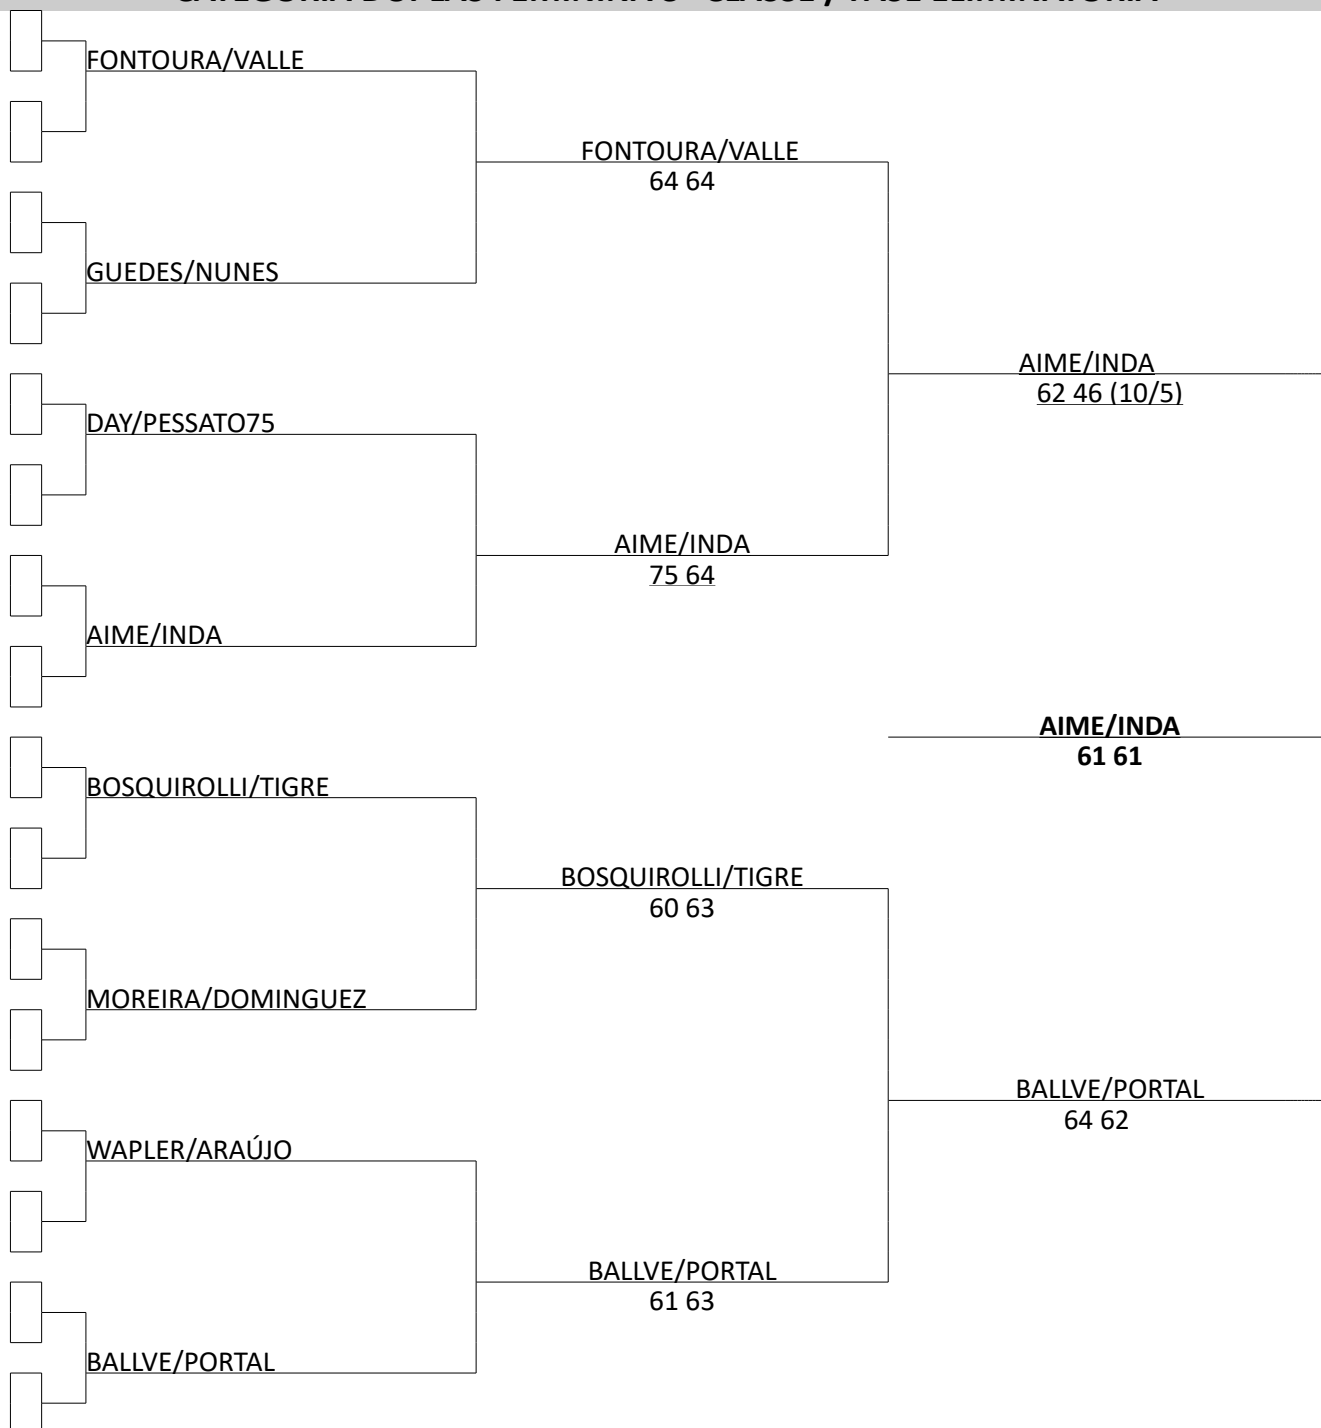 FONTOURA/VALLE
FONTOURA/VALLE
64 64
GUEDES/NUNES
AIME/INDA
62 46 (10/5)
DAY/PESSATO75
AIME/INDA
75 64
AIME/INDA
AIME/INDA
61 61
BOSQUIROLLI/TIGRE
BOSQUIROLLI/TIGRE
60 63
MOREIRA/DOMINGUEZ
BALLVE/PORTAL
64 62
WAPLER/ARAÚJO
BALLVE/PORTAL
61 63
BALLVE/PORTAL